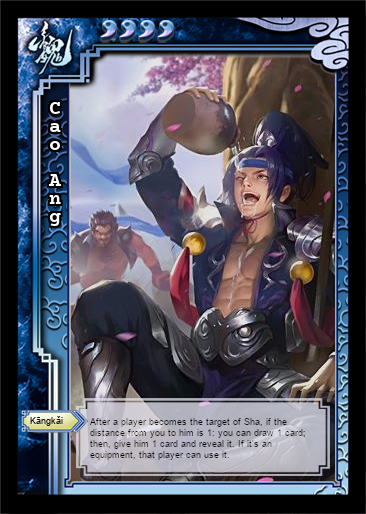 魏
Cao Ang
Kāngkǎi
After a player becomes the target of Sha, if the
distance from you to him is 1: you can draw 1 card;
then, give him 1 card and reveal it. If it's an
equipment, that player can use it.